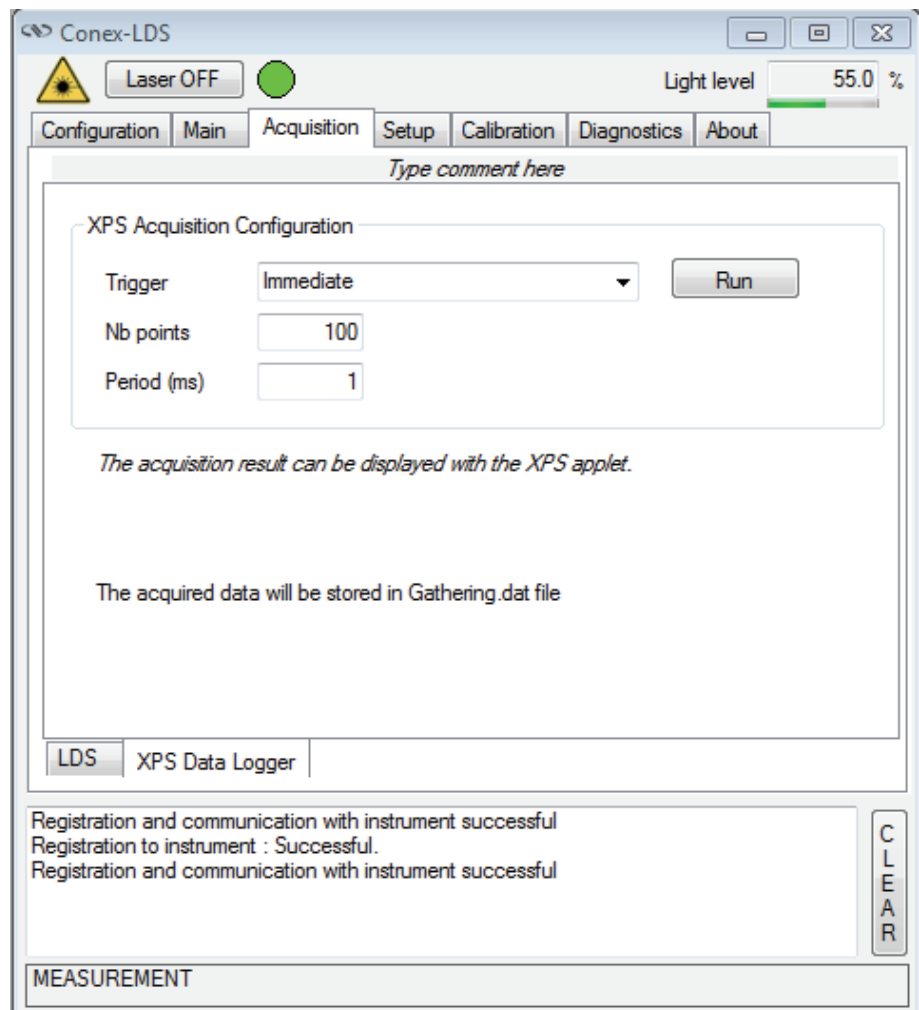 Conex-LDS
Laser OFF Light level 55.0 %
Configuration Main Acquisition Setup Calibration Diagnostics About
Type comment here
XPS Acquisition Configuration
Trigger Immediate Run
Nb points 100
Period (ms) 1
The acquisition result can be displayed with the XPS applet.
The acquired data will be stored in Gathering.dat file
LDS XPS Data Logger
Registration and communication with instrument successful
Registration to instrument : Successful.
Registration and communication with instrument successful
CLEAR
MEASUREMENT